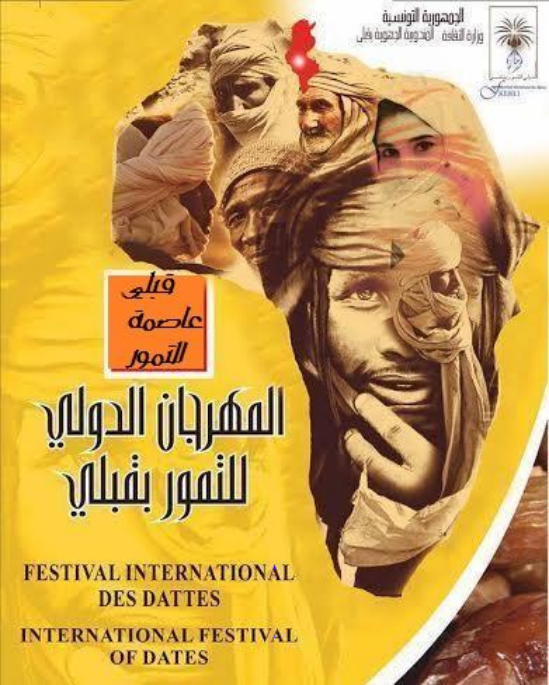 الجمهورية التونسية
وزارة الثقافة المندوبية الجهوية بقبلي
قبلي
عاصمة
التمور
المهرجان الدولي
للتمور بقبلي
FESTIVAL INTERNATIONAL
DES DATTES
INTERNATIONAL FESTIVAL
OF DATES